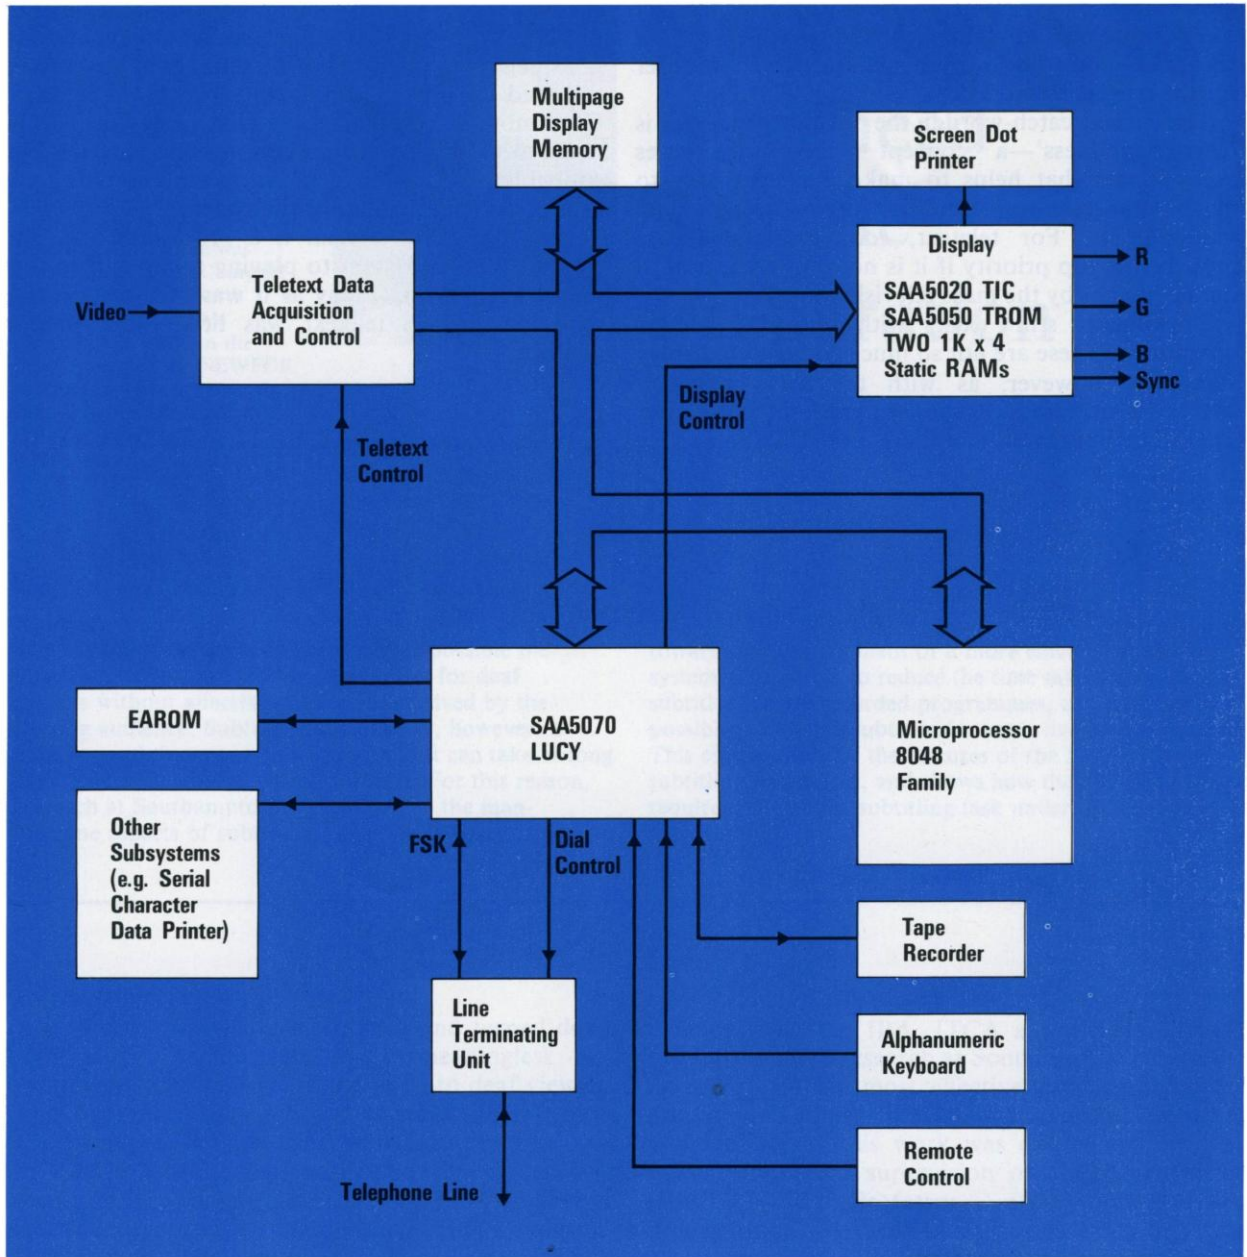 Multipage
Display
Memory
Screen Dot
Printer
Video
Teletext Data
Acquisition
and Control
Display
SAA5020 TIC
SAA5050 TROM
TWO 1K x 4
Static RAMs
R
G
B
Sync
Display
Control
Teletext
Control
EAROM
SAA5070
LUCY
Microprocessor
8048
Family
Other
Subsystems
(e.g. Serial
Character
Data Printer)
FSK
Dial
Control
Tape
Recorder
Line
Terminating
Unit
Alphanumeric
Keyboard
Remote
Control
Telephone Line